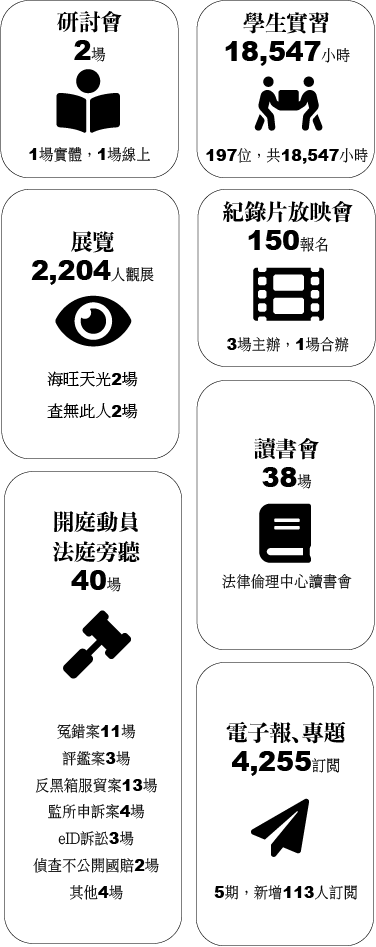 研討會
2場
1場實體，1場線上
學生實習
18,547小時
197位，共18,547小時
展覽
2,204人觀展
海旺天光2場
查無此人2場
紀錄片放映會
150報名
3場主辦，1場合辦
讀書會
38場
法律倫理中心讀書會
開庭動員
法庭旁聽
40場
冤錯案11場
評鑑案3場
反黑箱服貿案13場
監所申訴案4場
eID訴訟3場
偵查不公開國賠2場
其他4場
電子報、專題
4,255訂閱
5期，新增113人訂閱